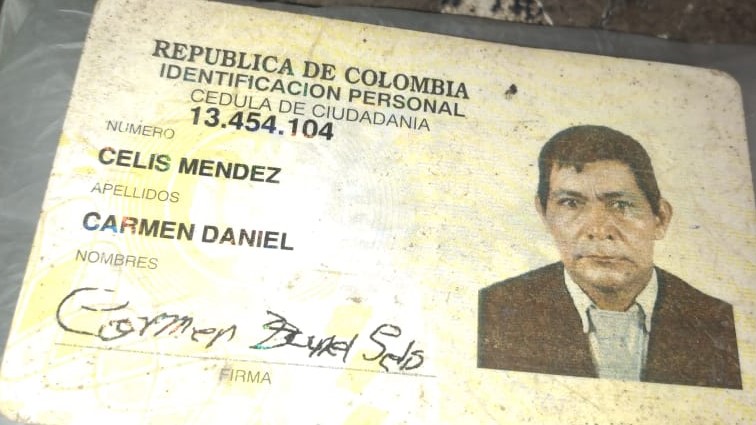 REPUBLICA DE COLOMBIA
IDENTIFICACION PERSONAL
CEDULA DE CIUDADANIA
NUMERO 13.454.104
CELIS MENDEZ
APELLIDOS
CARMEN DANIEL
NOMBRES
Carmen Daniel Celis
FIRMA